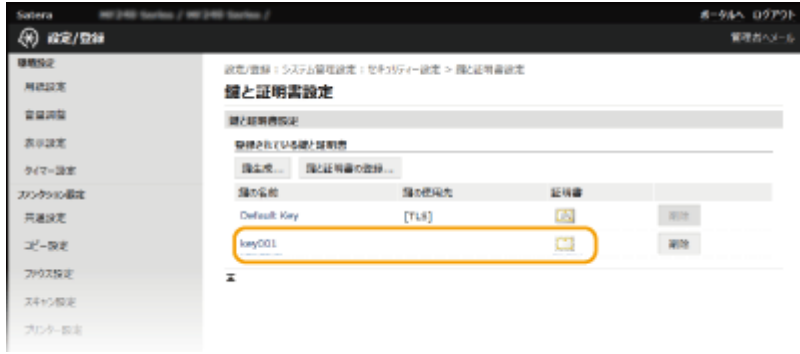 Satera
ポータルへ ログアウト
設定/登録
管理者へメール
環境設定
用紙設定
音量調整
表示設定
タイマー設定
ファンクション設定
共通設定
コピー設定
ファクス設定
スキャン設定
プリンター設定
設定/登録 : システム管理設定 : セキュリティー設定 > 鍵と証明書設定
鍵と証明書設定
鍵と証明書設定
登録されている鍵と証明書
鍵生成... 鍵と証明書の登録...
鍵の名前 鍵の使用先 証明書
Default Key [TLS] 削除
key001 削除